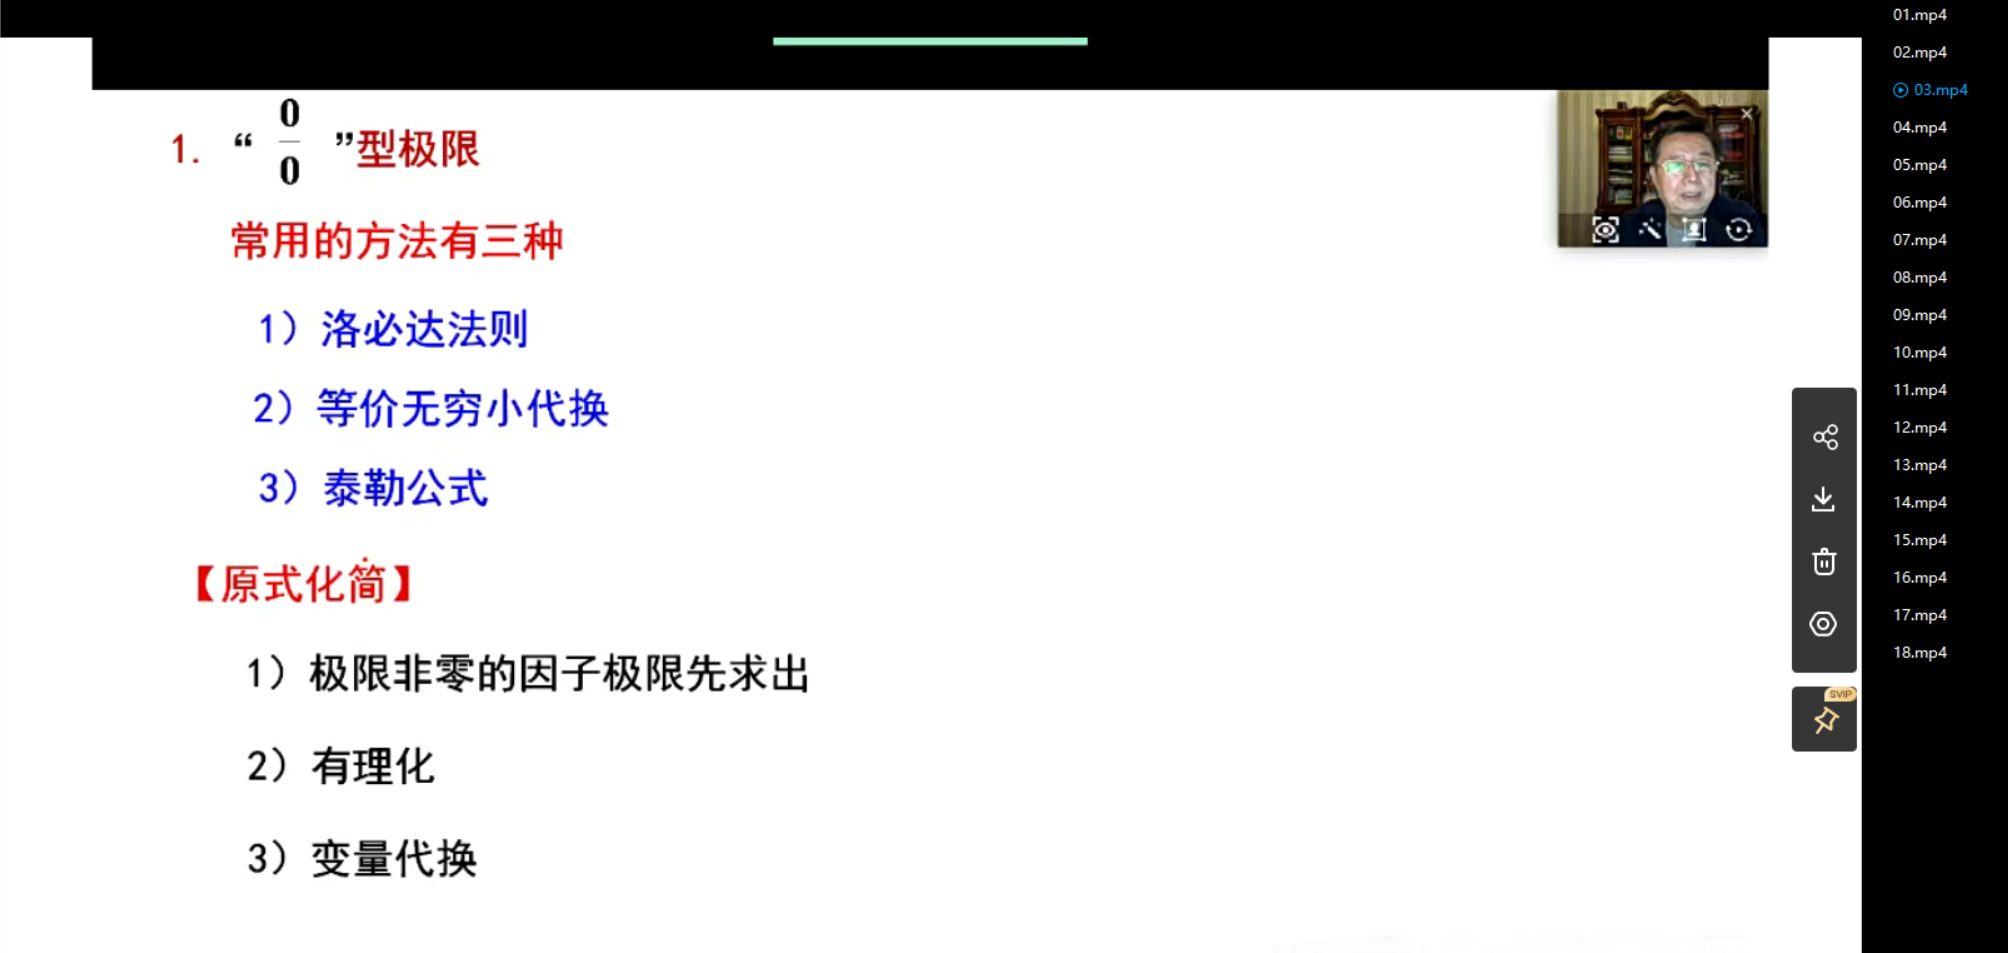 1. “ 0/0 ”型极限
常用的方法有三种
1）洛必达法则
2）等价无穷小代换
3）泰勒公式
【原式化简】
1）极限非零的因子极限先求出
2）有理化
3）变量代换
SVIP
01.mp4
02.mp4
03.mp4
04.mp4
05.mp4
06.mp4
07.mp4
08.mp4
09.mp4
10.mp4
11.mp4
12.mp4
13.mp4
14.mp4
15.mp4
16.mp4
17.mp4
18.mp4